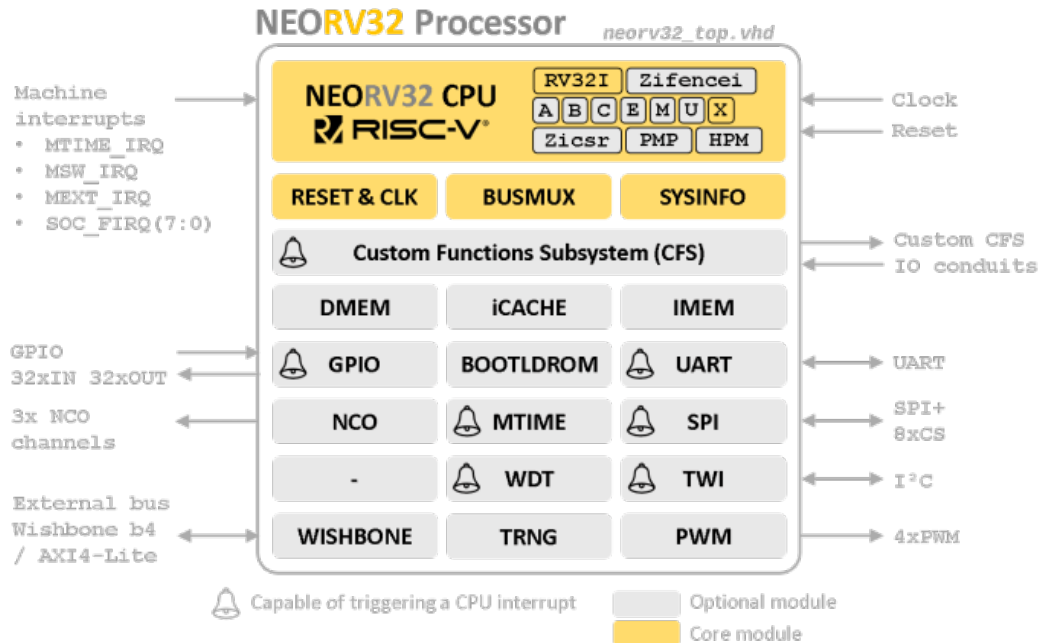 NEORV32 Processor
neorv32_top.vhd
NEORV32 CPU
RISC-V®
RV32I Zifencei
A B C E M U X
Zicsr PMP HPM
Machine
interrupts
• MTIME_IRQ
• MSW_IRQ
• MEXT_IRQ
• SOC_FIRQ(7:0)
Clock
Reset
RESET & CLK BUSMUX SYSINFO
Custom Functions Subsystem (CFS)
Custom CFS
IO conduits
DMEM iCACHE IMEM
GPIO
32xIN 32xOUT
GPIO BOOTLDROM UART
UART
3x NCO
channels
NCO MTIME SPI
SPI+
8xCS
- WDT TWI
I²C
External bus
Wishbone b4
/ AXI4-Lite
WISHBONE TRNG PWM
4xPWM
Capable of triggering a CPU interrupt
Optional module
Core module